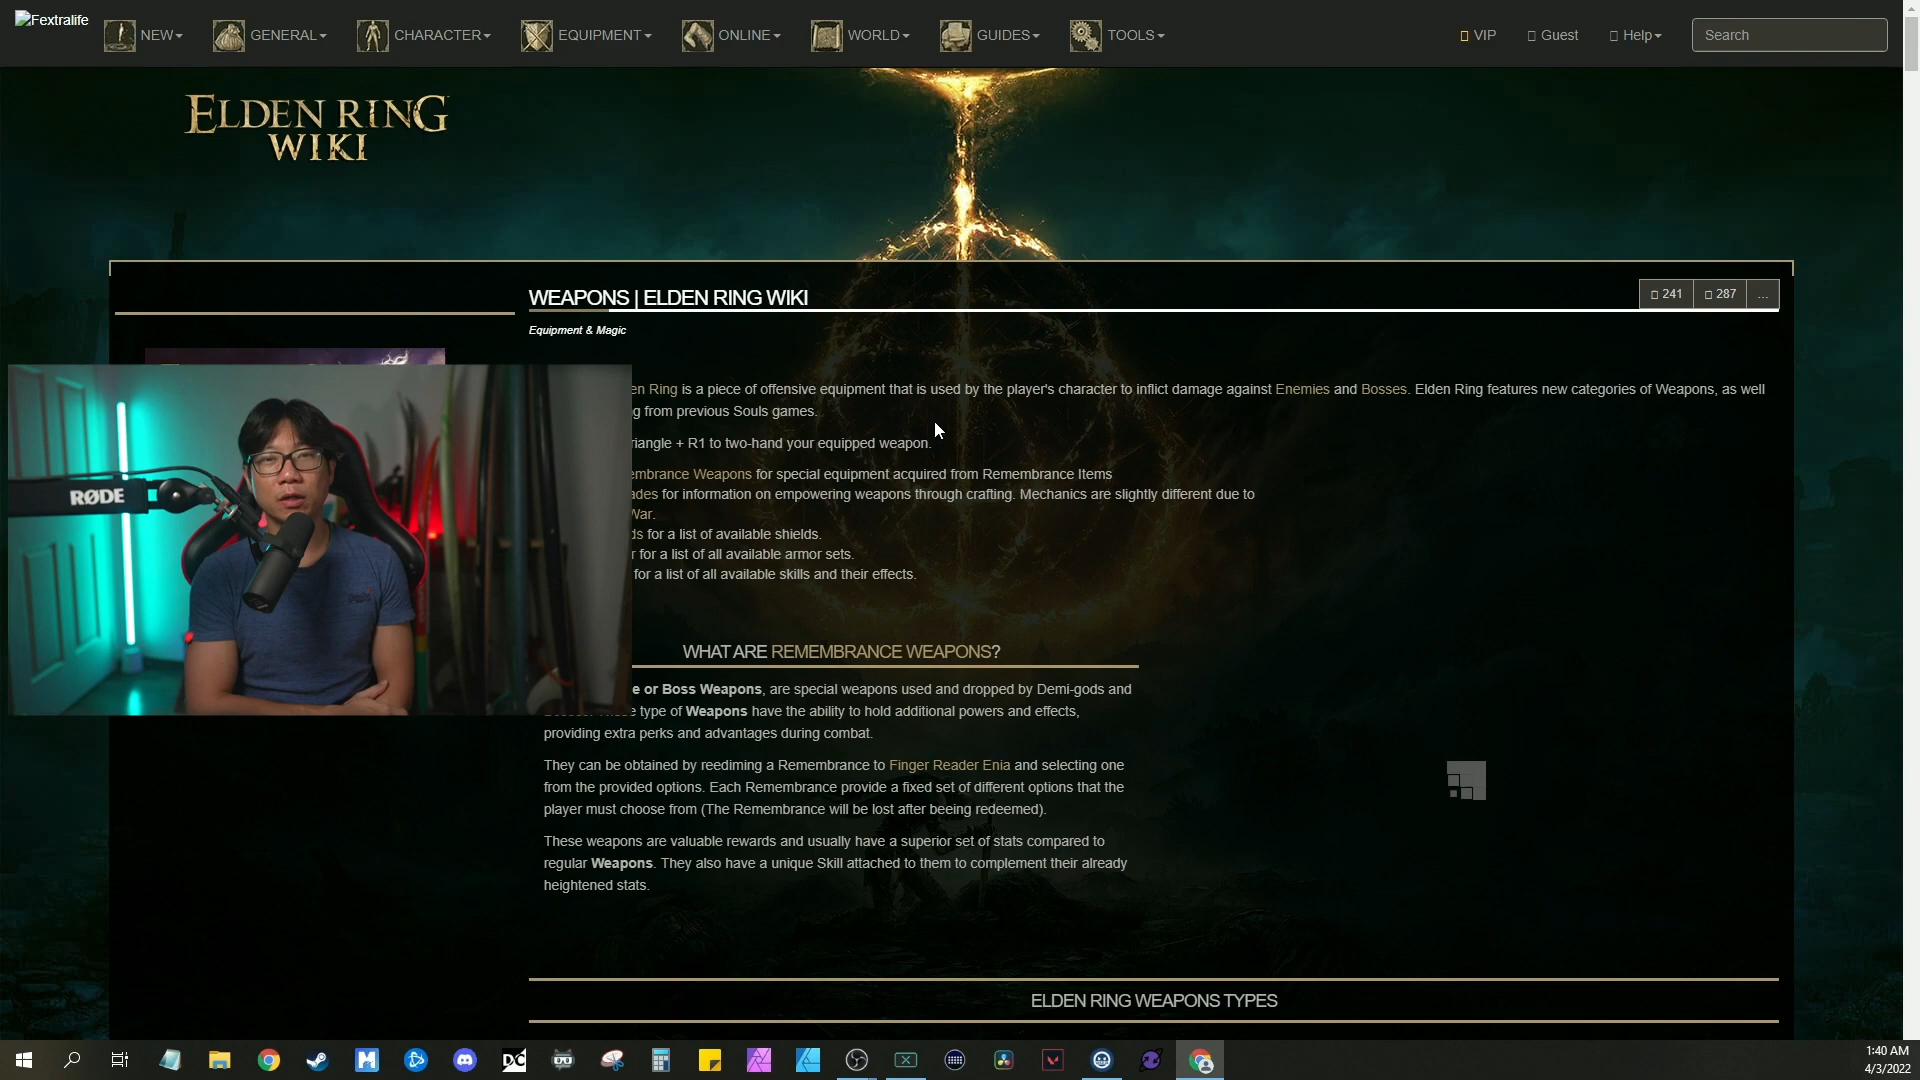 Fextralife
NEW
GENERAL
CHARACTER
EQUIPMENT
ONLINE
WORLD
GUIDES
TOOLS
VIP
Guest
Help
Search
ELDEN RING
WIKI
WEAPONS | ELDEN RING WIKI
241
287
...
Equipment & Magic
en Ring is a piece of offensive equipment that is used by the player's character to inflict damage against Enemies and Bosses. Elden Ring features new categories of Weapons, as well
g from previous Souls games.
riangle + R1 to two-hand your equipped weapon.
embrance Weapons for special equipment acquired from Remembrance Items
ades for information on empowering weapons through crafting. Mechanics are slightly different due to
War.
ds for a list of available shields.
r for a list of all available armor sets.
for a list of all available skills and their effects.
RØDE
WHAT ARE REMEMBRANCE WEAPONS?
e or Boss Weapons, are special weapons used and dropped by Demi-gods and
e type of Weapons have the ability to hold additional powers and effects,
providing extra perks and advantages during combat.
They can be obtained by reediming a Remembrance to Finger Reader Enia and selecting one
from the provided options. Each Remembrance provide a fixed set of different options that the
player must choose from (The Remembrance will be lost after beeing redeemed).
These weapons are valuable rewards and usually have a superior set of stats compared to
regular Weapons. They also have a unique Skill attached to them to complement their already
heightened stats.
ELDEN RING WEAPONS TYPES
DC
1:40 AM
4/3/2022